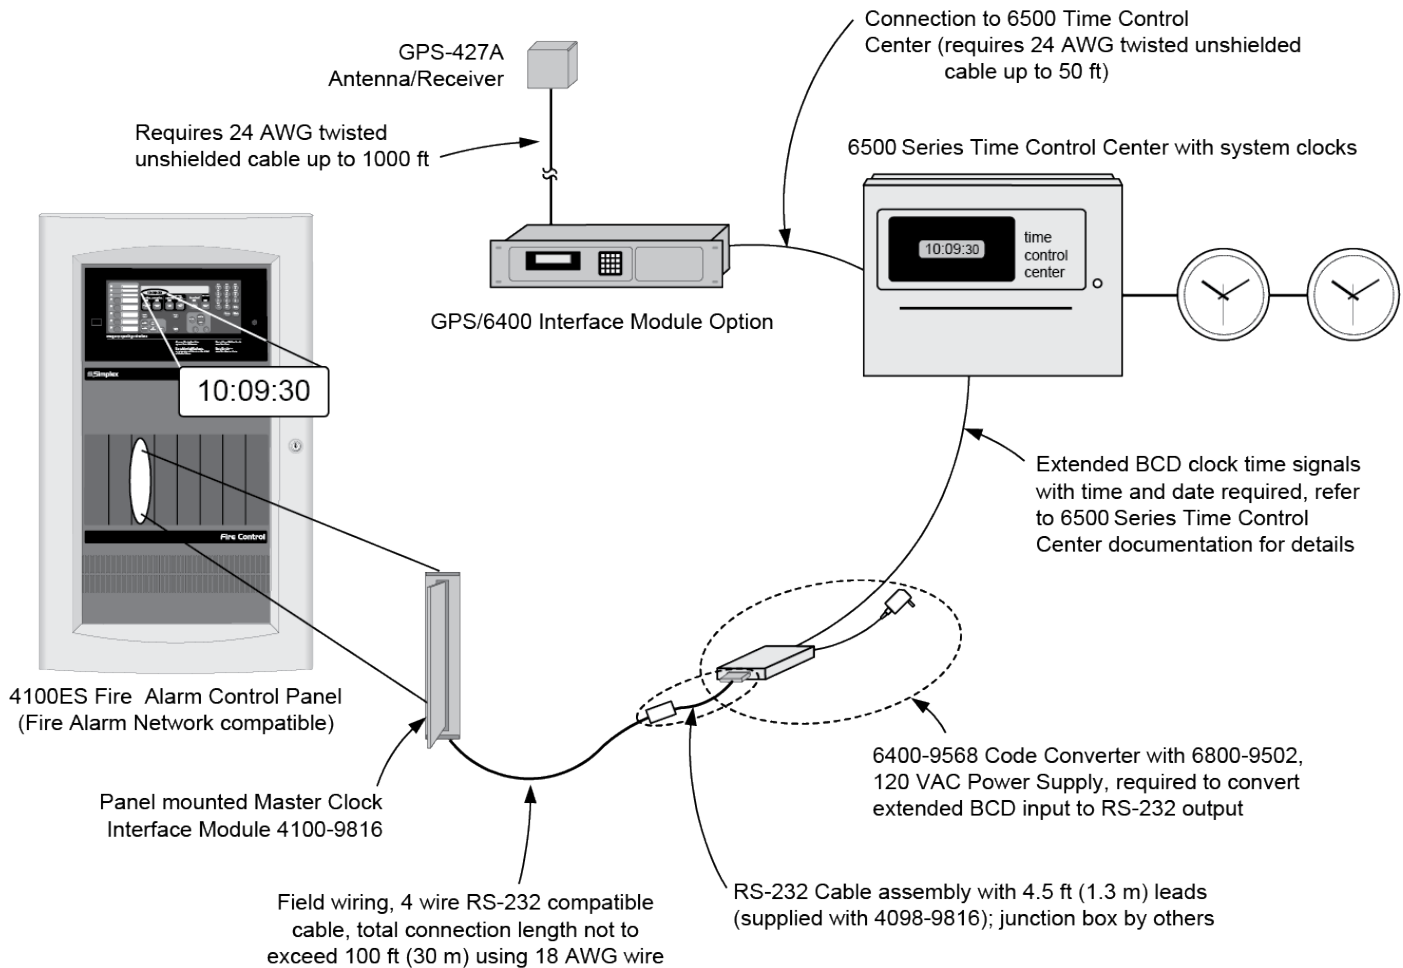 Connection to 6500 Time Control
Center (requires 24 AWG twisted unshielded
cable up to 50 ft)
GPS-427A
Antenna/Receiver
Requires 24 AWG twisted
unshielded cable up to 1000 ft
6500 Series Time Control Center with system clocks
10:09:30
time
control
center
GPS/6400 Interface Module Option
Simplex
10:09:30
Fire Control
Extended BCD clock time signals
with time and date required, refer
to 6500 Series Time Control
Center documentation for details
4100ES Fire Alarm Control Panel
(Fire Alarm Network compatible)
6400-9568 Code Converter with 6800-9502,
120 VAC Power Supply, required to convert
extended BCD input to RS-232 output
Panel mounted Master Clock
Interface Module 4100-9816
RS-232 Cable assembly with 4.5 ft (1.3 m) leads
(supplied with 4098-9816); junction box by others
Field wiring, 4 wire RS-232 compatible
cable, total connection length not to
exceed 100 ft (30 m) using 18 AWG wire